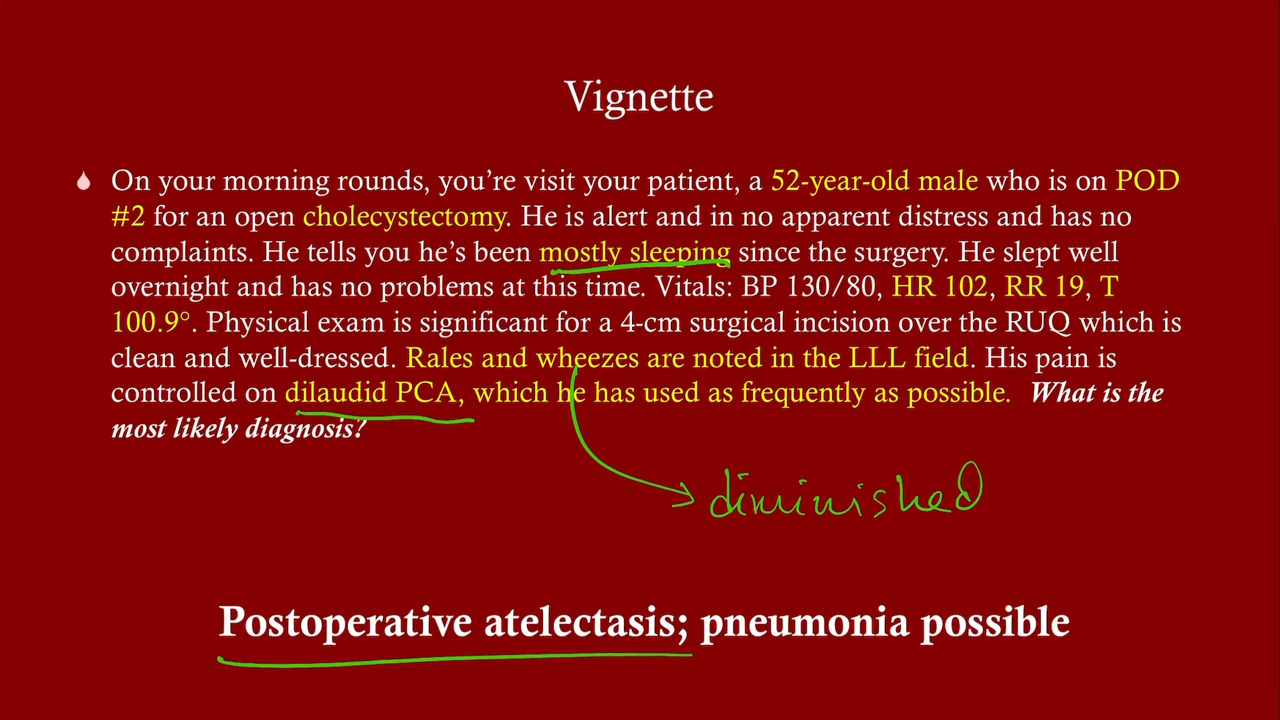 Vignette
On your morning rounds, you’re visit your patient, a 52-year-old male who is on POD
#2 for an open cholecystectomy. He is alert and in no apparent distress and has no
complaints. He tells you he’s been mostly sleeping since the surgery. He slept well
overnight and has no problems at this time. Vitals: BP 130/80, HR 102, RR 19, T
100.9°. Physical exam is significant for a 4-cm surgical incision over the RUQ which is
clean and well-dressed. Rales and wheezes are noted in the LLL field. His pain is
controlled on dilaudid PCA, which he has used as frequently as possible. What is the
most likely diagnosis?
diminished
Postoperative atelectasis; pneumonia possible